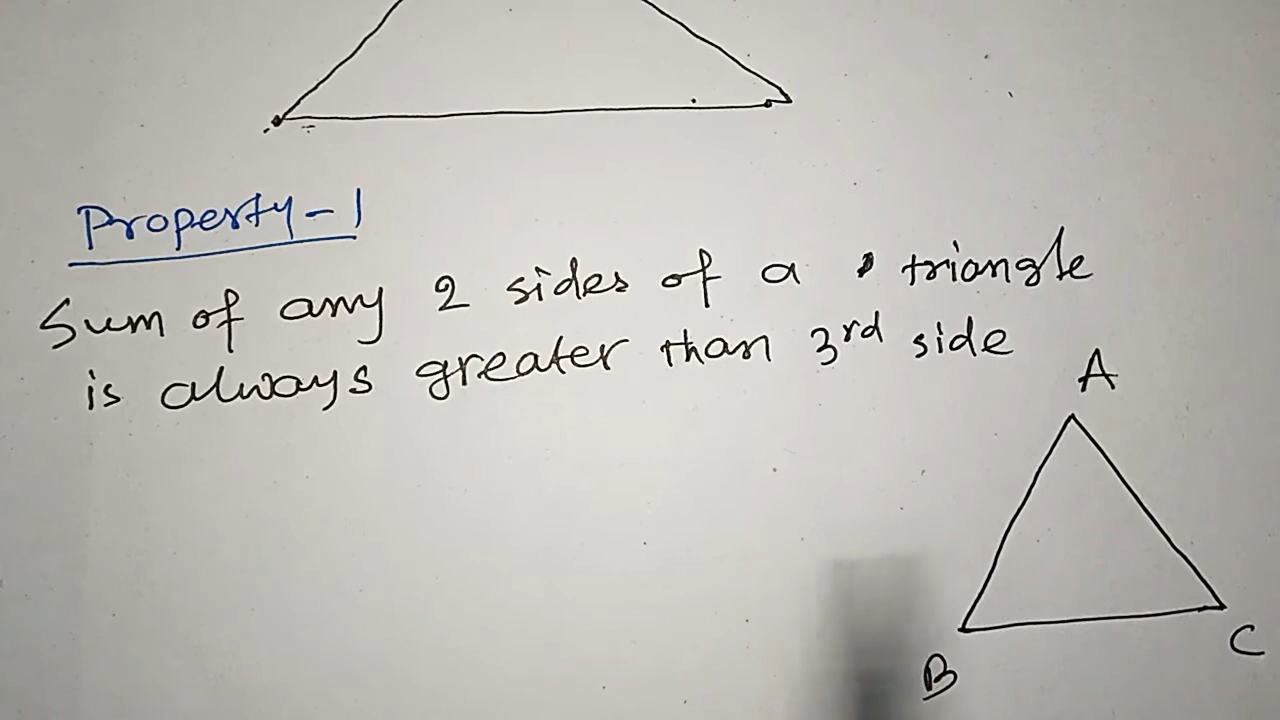 Property-1
Sum of any 2 sides of a triangle
is always greater than 3rd side
A
B
C